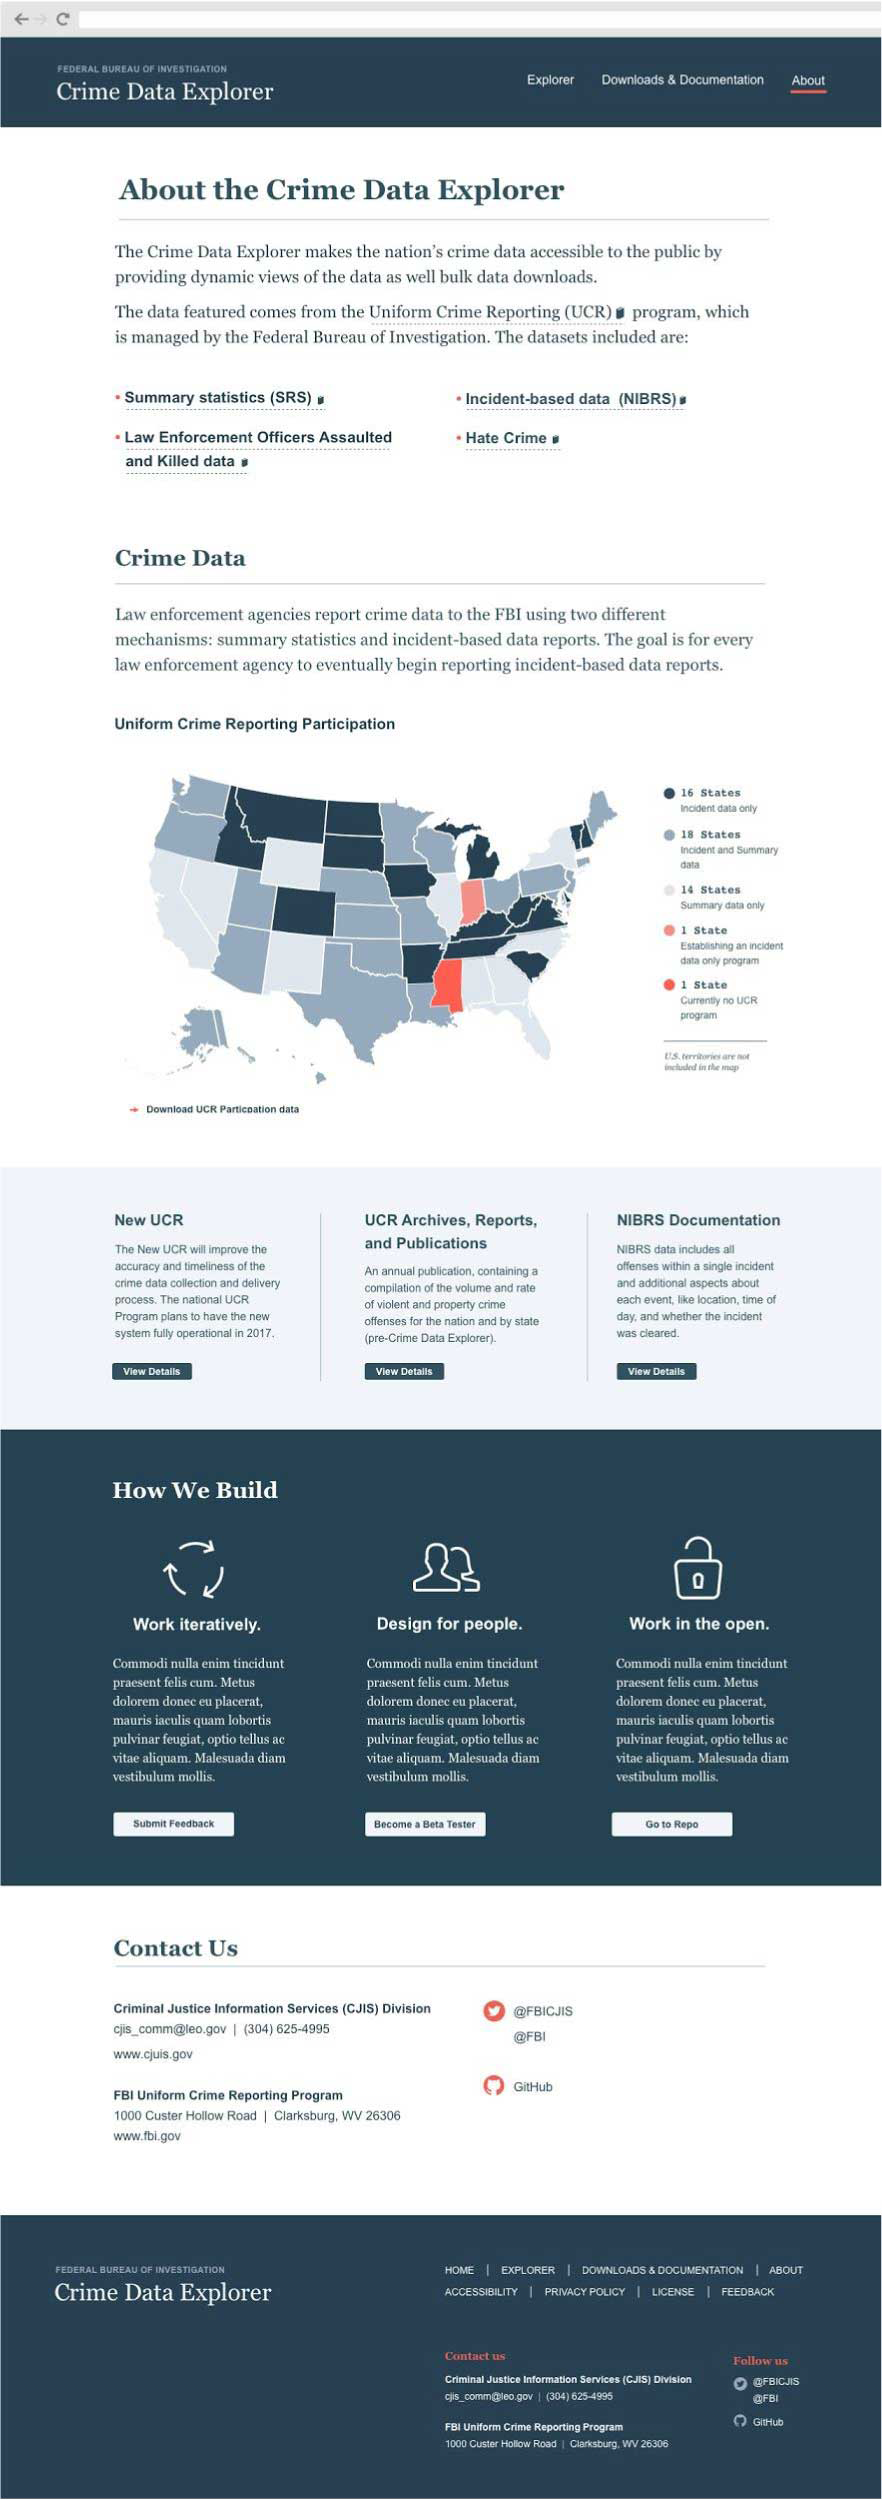 FEDERAL BUREAU OF INVESTIGATION
Crime Data Explorer
Explorer
Downloads & Documentation
About
About the Crime Data Explorer
The Crime Data Explorer makes the nation's crime data accessible to the public by
providing dynamic views of the data as well bulk data downloads.
The data featured comes from the Uniform Crime Reporting (UCR) program, which
is managed by the Federal Bureau of Investigation. The datasets included are:
• Summary statistics (SRS)
• Incident-based data (NIBRS)
• Law Enforcement Officers Assaulted
and Killed data
• Hate Crime
Crime Data
Law enforcement agencies report crime data to the FBI using two different
mechanisms: summary statistics and incident-based data reports. The goal is for every
law enforcement agency to eventually begin reporting incident-based data reports.
Uniform Crime Reporting Participation
16 States
Incident data only
18 States
Incident and Summary
data
14 States
Summary data only
1 State
Establishing an incident
data only program
1 State
Currently no UCR
program
U.S. territories are not
included in the map
Download UCR Particpation data
New UCR
The New UCR will improve the
accuracy and timeliness of the
crime data collection and delivery
process. The national UCR
Program plans to have the new
system fully operational in 2017.
View Details
UCR Archives, Reports,
and Publications
An annual publication, containing a
compilation of the volume and rate
of violent and property crime
offenses for the nation and by state
(pre-Crime Data Explorer).
View Details
NIBRS Documentation
NIBRS data includes all
offenses within a single incident
and additional aspects about
each event, like location, time of
day, and whether the incident
was cleared.
View Details
How We Build
Work iteratively.
Commodi nulla enim tincidunt
praesent felis cum. Metus
dolorem donec eu placerat,
mauris iaculis quam lobortis
pulvinar feugiat, optio tellus ac
vitae aliquam. Malesuada diam
vestibulum mollis.
Submit Feedback
Design for people.
Commodi nulla enim tincidunt
praesent felis cum. Metus
dolorem donec eu placerat,
mauris iaculis quam lobortis
pulvinar feugiat, optio tellus ac
vitae aliquam. Malesuada diam
vestibulum mollis.
Become a Beta Tester
Work in the open.
Commodi nulla enim tincidunt
praesent felis cum. Metus
dolorem donec eu placerat,
mauris iaculis quam lobortis
pulvinar feugiat, optio tellus ac
vitae aliquam. Malesuada diam
vestibulum mollis.
Go to Repo
Contact Us
Criminal Justice Information Services (CJIS) Division
cjis_comm@leo.gov | (304) 625-4995
www.cjuis.gov
FBI Uniform Crime Reporting Program
1000 Custer Hollow Road | Clarksburg, WV 26306
www.fbi.gov
@FBICJIS
@FBI
GitHub
FEDERAL BUREAU OF INVESTIGATION
Crime Data Explorer
HOME | EXPLORER | DOWNLOADS & DOCUMENTATION | ABOUT
ACCESSIBILITY | PRIVACY POLICY | LICENSE | FEEDBACK
Contact us
Criminal Justice Information Services (CJIS) Division
cjis_comm@leo.gov | (304) 625-4995
FBI Uniform Crime Reporting Program
1000 Custer Hollow Road | Clarksburg, WV 26306
Follow us
@FBICJIS
@FBI
GitHub